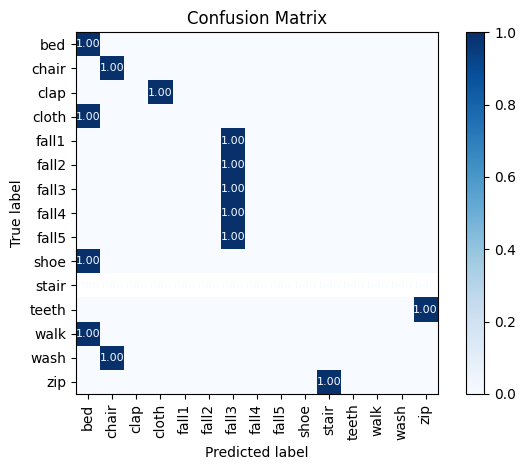 Confusion Matrix
True label
bed 1.00
chair 1.00
clap 1.00
cloth 1.00
fall1 1.00
fall2 1.00
fall3 1.00
fall4 1.00
fall5 1.00
shoe 1.00
stair
teeth 1.00
walk 1.00
wash 1.00
zip 1.00
bed chair clap cloth fall1 fall2 fall3 fall4 fall5 shoe stair teeth walk wash zip
Predicted label
1.0
0.8
0.6
0.4
0.2
0.0